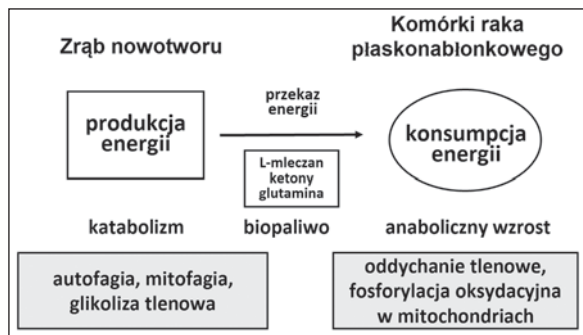 Zrąb nowotworu
Komórki raka
płaskonabłonkowego
produkcja
energii
przekaz
energii
L-mleczan
ketony
glutamina
konsumpcja
energii
katabolizm
biopaliwo
anaboliczny wzrost
autofagia, mitofagia,
glikoliza tlenowa
oddychanie tlenowe,
fosforylacja oksydacyjna
w mitochondriach